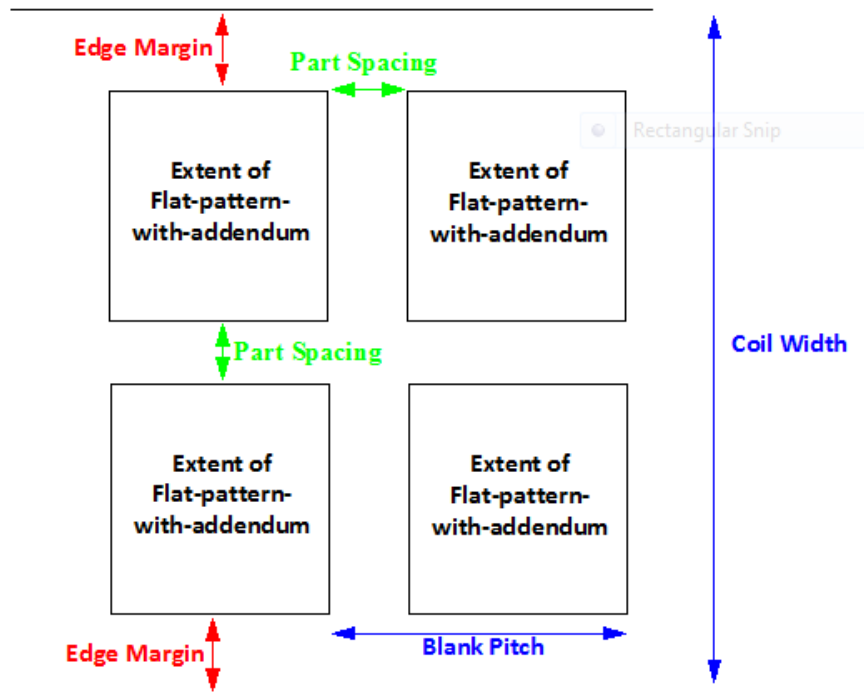 Edge Margin
Part Spacing
Rectangular Snip
Extent of
Flat-pattern-
with-addendum
Extent of
Flat-pattern-
with-addendum
Part Spacing
Coil Width
Extent of
Flat-pattern-
with-addendum
Extent of
Flat-pattern-
with-addendum
Edge Margin
Blank Pitch